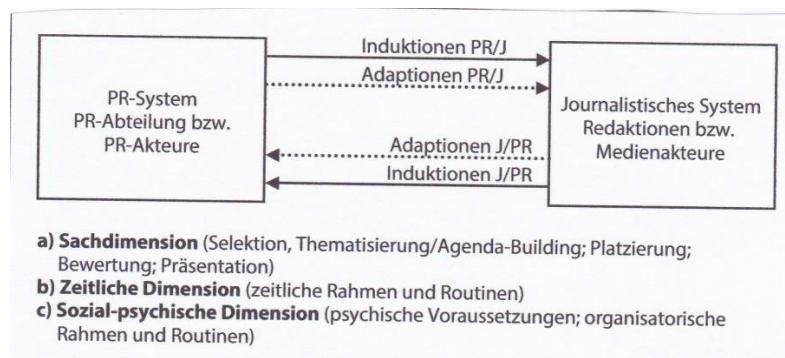 Induktionen PR/J
Adaptionen PR/J
PR-System
PR-Abteilung bzw.
PR-Akteure
Journalistisches System
Redaktionen bzw.
Medienakteure
Adaptionen J/PR
Induktionen J/PR
a) Sachdimension (Selektion, Thematisierung/Agenda-Building; Platzierung;
Bewertung; Präsentation)
b) Zeitliche Dimension (zeitliche Rahmen und Routinen)
c) Sozial-psychische Dimension (psychische Voraussetzungen; organisatorische
Rahmen und Routinen)